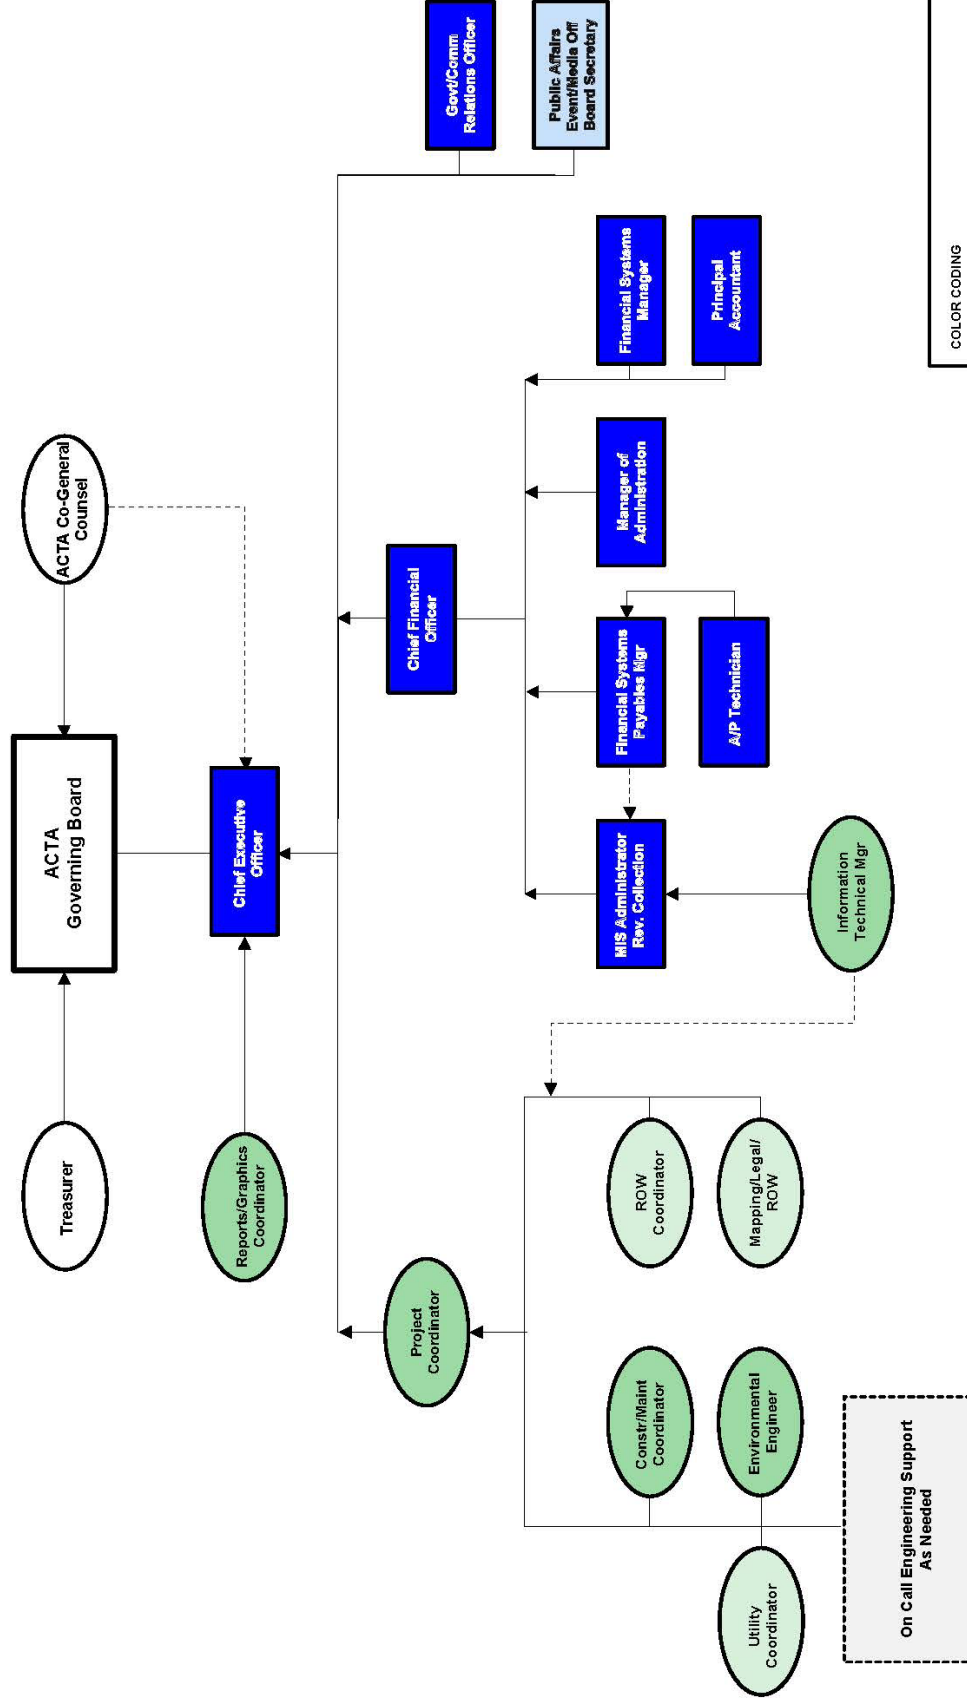 ACTA
Governing Board
Treasurer
ACTA Co-General
Counsel
Chief Executive
Officer
Reports/Graphics
Coordinator
Project
Coordinator
Chief Financial
Officer
Govt/Comm
Relations Officer
Public Affairs
Event/Media Off
Board Secretary
Constr/Maint
Coordinator
ROW
Coordinator
MIS Administrator
Rev. Collection
Financial Systems
Payables Mgr
Manager of
Administration
Financial Systems
Manager
Utility
Coordinator
Environmental
Engineer
Mapping/Legal/
ROW
A/P Technician
Principal
Accountant
Information
Technical Mgr
On Call Engineering Support
As Needed
COLOR CODING